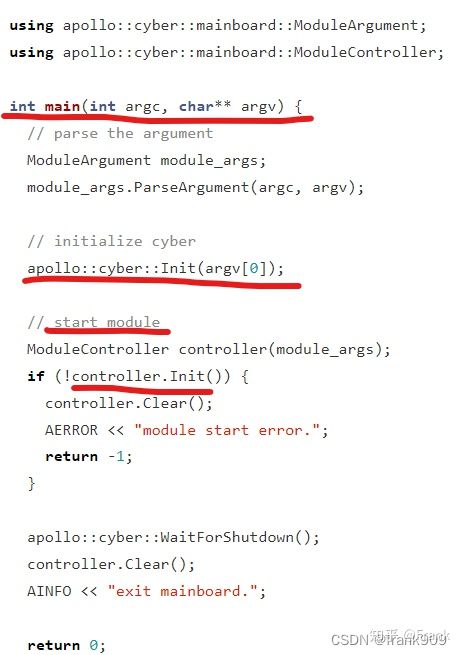 using apollo::cyber::mainboard::ModuleArgument;
using apollo::cyber::mainboard::ModuleController;

int main(int argc, char** argv) {
  // parse the argument
  ModuleArgument module_args;
  module_args.ParseArgument(argc, argv);

  // initialize cyber
  apollo::cyber::Init(argv[0]);

  // start module
  ModuleController controller(module_args);
  if (!controller.Init()) {
    controller.Clear();
    AERROR << "module start error.";
    return -1;
  }

  apollo::cyber::WaitForShutdown();
  controller.Clear();
  AINFO << "exit mainboard.";

  return 0;
知乎 @Frank
CSDN @frank909